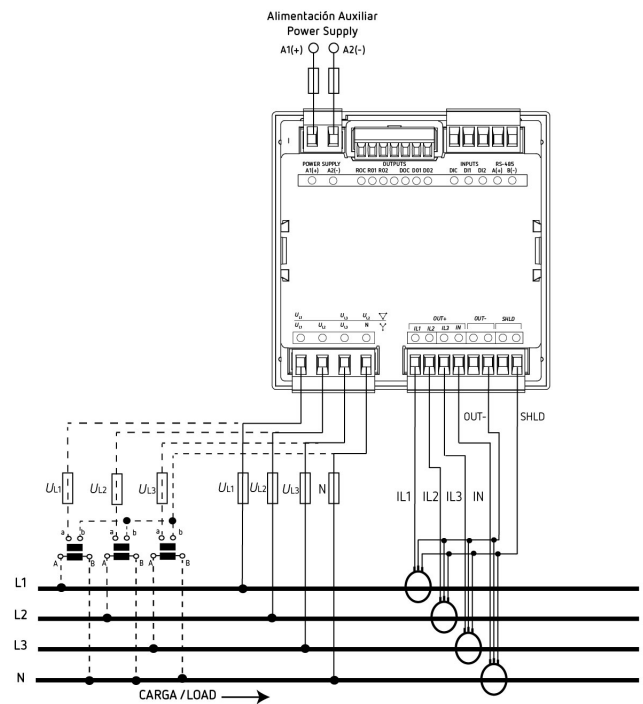 Alimentación Auxiliar
Power Supply
A1(+) A2(-)
I
POWER SUPPLY OUTPUTS INPUTS RS-485
A1(+) A2(-) ROC RO1 RO2 DOC DO1 DO2 DIC DI1 DI2 A(+) B(-)
UL1 UL3 UL2
UL1 UL2 UL3 N
OUT+ OUT- SHLD
IL1 IL2 IL3 IN
OUT- SHLD
UL1 UL2 UL3 UL1 UL2 UL3 N IL1 IL2 IL3 IN
a b a b a b
A B A B A B
L1
L2
L3
N
CARGA / LOAD